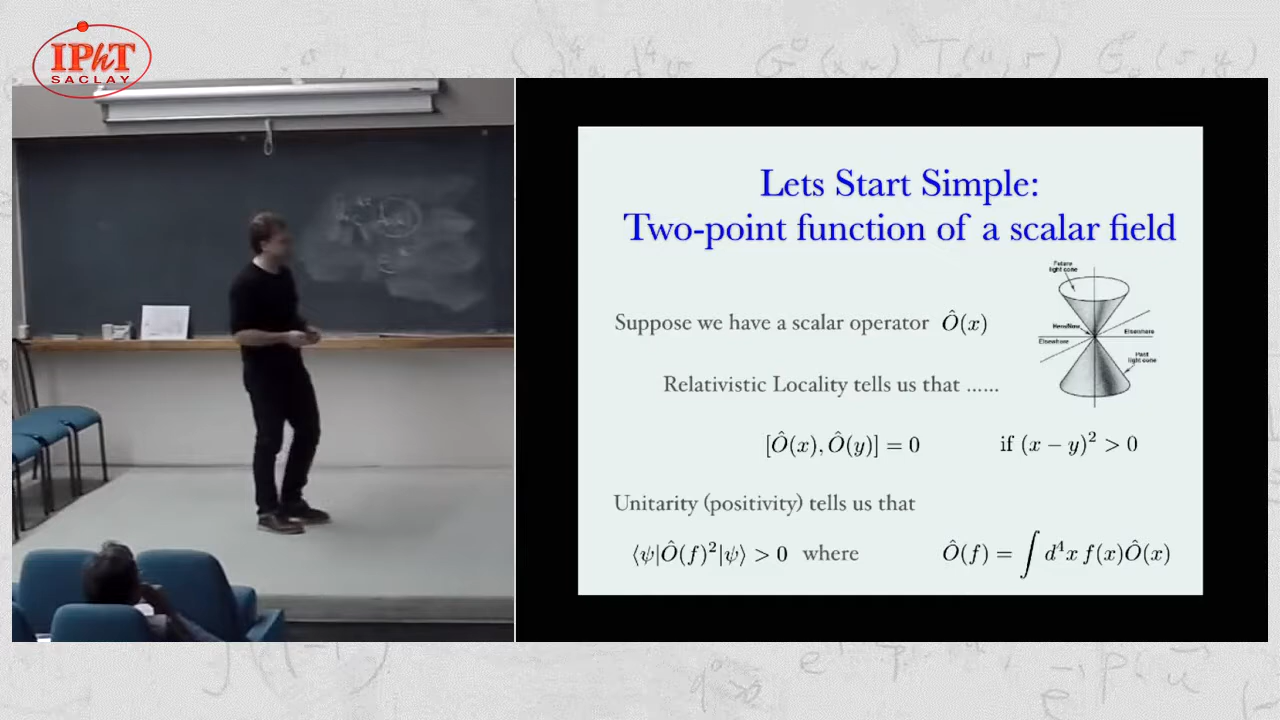 IPhT
SACLAY
Lets Start Simple:
Two-point function of a scalar field
Future
light cone
Suppose we have a scalar operator Ô(x)
Here/Now
Elsewhere
Elsewhere
Past
light cone
Relativistic Locality tells us that ......
[Ô(x), Ô(y)] = 0 if (x − y)² > 0
Unitarity (positivity) tells us that
⟨ψ|Ô(f)²|ψ⟩ > 0 where Ô(f) = ∫ d⁴x f(x)Ô(x)